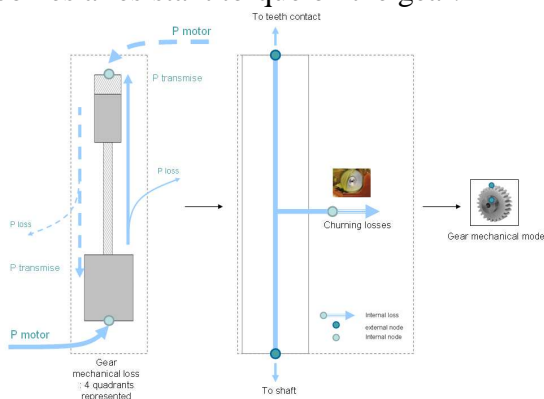 To teeth contact
P motor
P transmise
P loss
P loss
P transmise
P motor
Gear
mechanical loss
: 4 quadrants
represented
Churning losses
Internal loss
external node
Internal node
To shaft
Gear mechanical mode